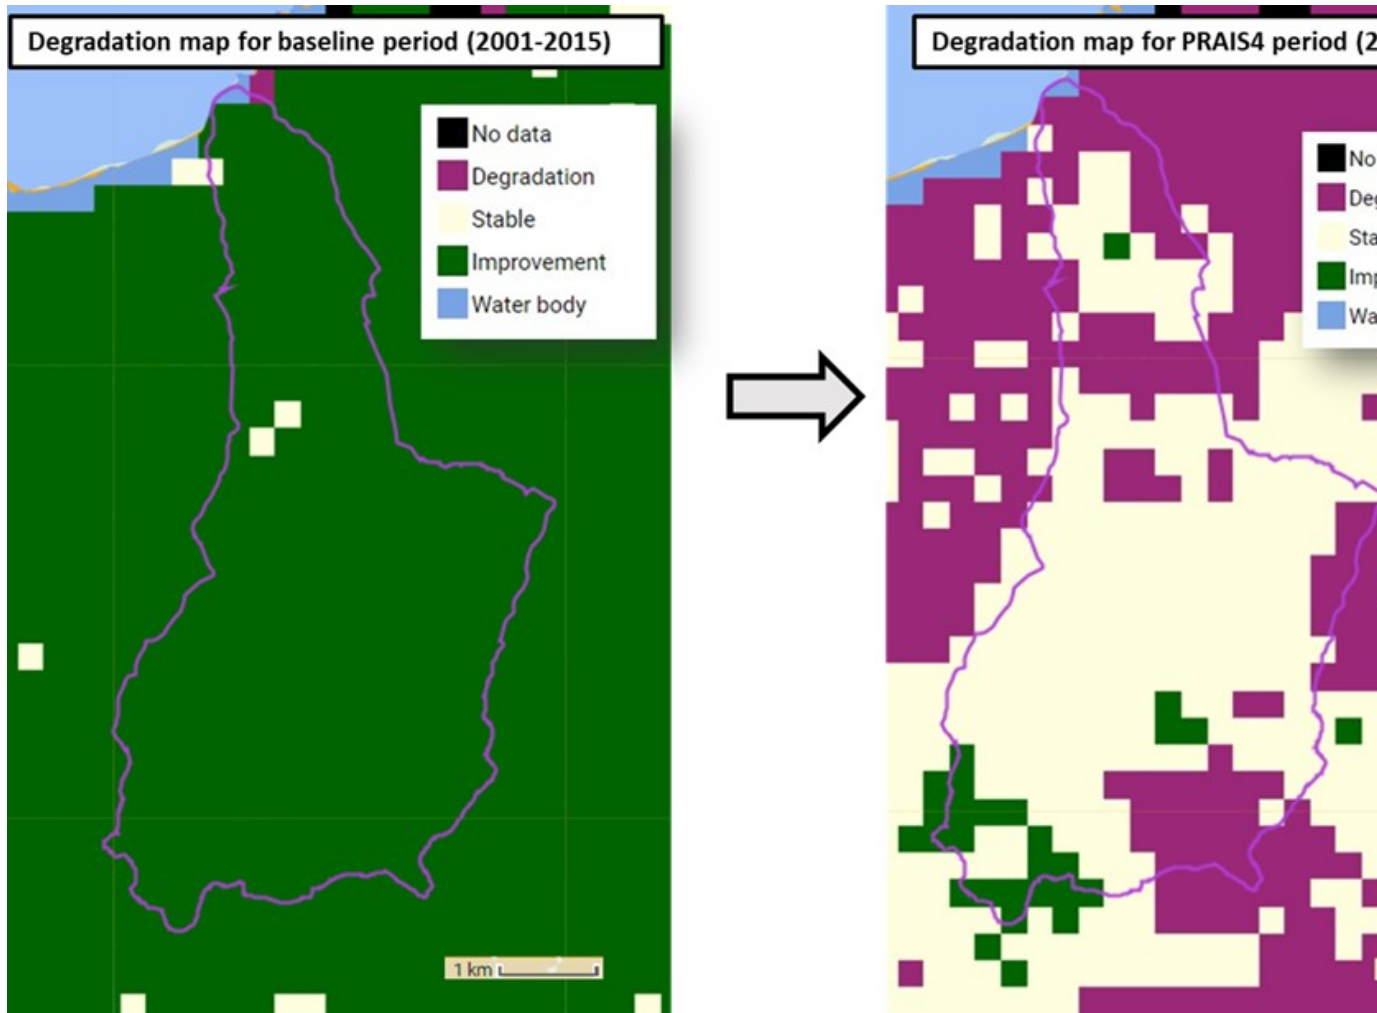 Degradation map for baseline period (2001-2015)
No data
Degradation
Stable
Improvement
Water body
1 km
Degradation map for PRAIS4 period (2
No
Deg
Sta
Imp
Wa